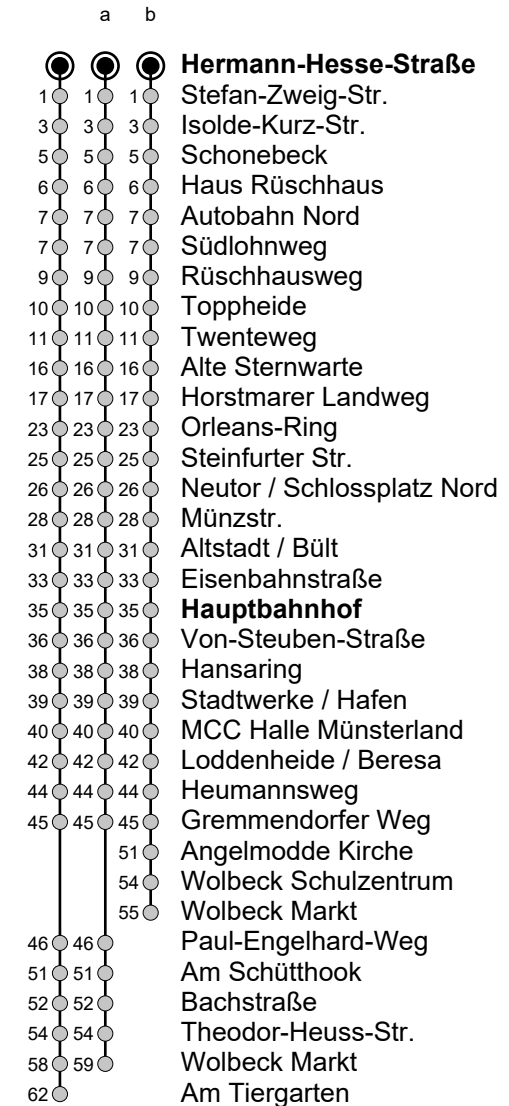 a b
Hermann-Hesse-Straße
1 1 1 Stefan-Zweig-Str.
3 3 3 Isolde-Kurz-Str.
5 5 5 Schonebeck
6 6 6 Haus Rüschhaus
7 7 7 Autobahn Nord
7 7 7 Südlohnweg
9 9 9 Rüschhausweg
10 10 10 Toppheide
11 11 11 Twenteweg
16 16 16 Alte Sternwarte
17 17 17 Horstmarer Landweg
23 23 23 Orleans-Ring
25 25 25 Steinfurter Str.
26 26 26 Neutor / Schlossplatz Nord
28 28 28 Münzstr.
31 31 31 Altstadt / Bült
33 33 33 Eisenbahnstraße
35 35 35 Hauptbahnhof
36 36 36 Von-Steuben-Straße
38 38 38 Hansaring
39 39 39 Stadtwerke / Hafen
40 40 40 MCC Halle Münsterland
42 42 42 Loddenheide / Beresa
44 44 44 Heumannsweg
45 45 45 Gremmendorfer Weg
51 Angelmodde Kirche
54 Wolbeck Schulzentrum
55 Wolbeck Markt
46 46 Paul-Engelhard-Weg
51 51 Am Schütthook
52 52 Bachstraße
54 54 Theodor-Heuss-Str.
58 59 Wolbeck Markt
62 Am Tiergarten